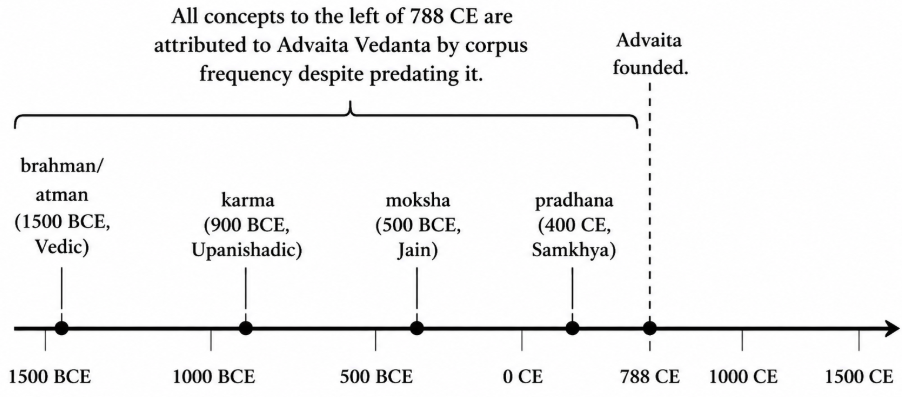 All concepts to the left of 788 CE are
attributed to Advaita Vedanta by corpus
frequency despite predating it.
Advaita
founded.
brahman/
atman
(1500 BCE,
Vedic)
karma
(900 BCE,
Upanishadic)
moksha
(500 BCE,
Jain)
pradhana
(400 CE,
Samkhya)
1500 BCE
1000 BCE
500 BCE
0 CE
788 CE
1000 CE
1500 CE